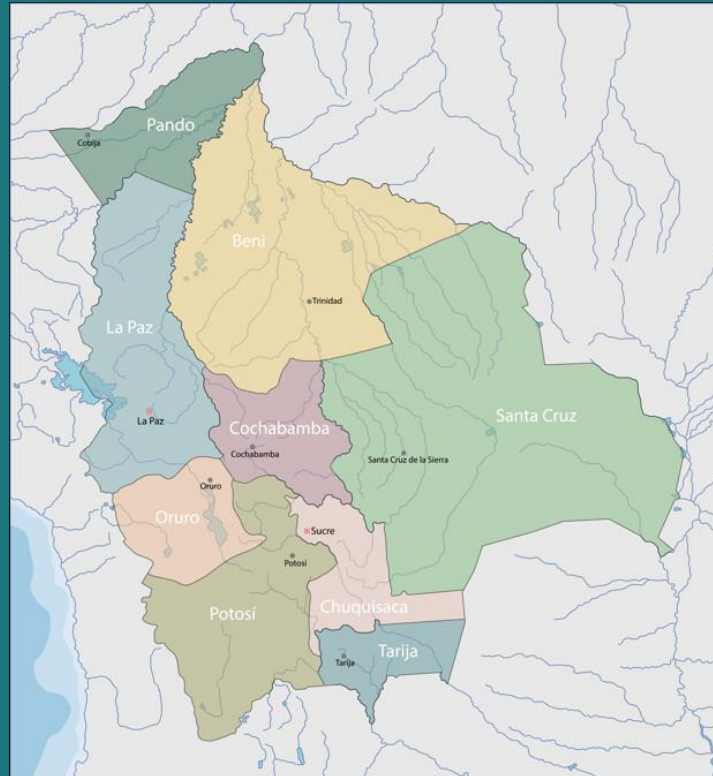 Pando
Cobija
Beni
Trinidad
La Paz
La Paz
Cochabamba
Cochabamba
Santa Cruz
Santa Cruz de la Sierra
Oruro
Oruro
Sucre
Potosí
Potosí
Chuquisaca
Tarija
Tarija